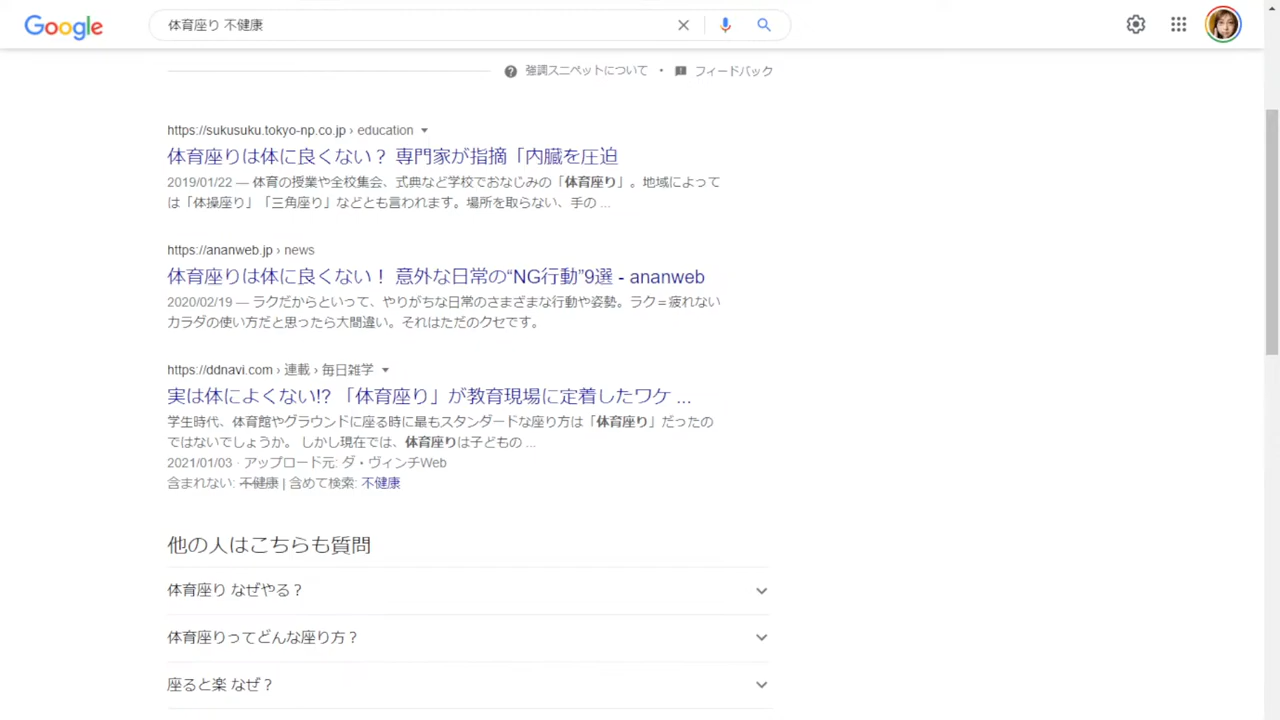 Google
体育座り 不健康
強調スニペットについて • フィードバック
https://sukusuku.tokyo-np.co.jp › education
体育座りは体に良くない？ 専門家が指摘「内臓を圧迫
2019/01/22 — 体育の授業や全校集会、式典など学校でおなじみの「体育座り」。地域によって
は「体操座り」「三角座り」などとも言われます。場所を取らない、手の ...
https://ananweb.jp › news
体育座りは体に良くない！ 意外な日常の“NG行動”9選 - ananweb
2020/02/19 — ラクだからといって、やりがちな日常のさまざまな行動や姿勢。ラク＝疲れない
カラダの使い方だと思ったら大間違い。それはただのクセです。
https://ddnavi.com › 連載 › 毎日雑学
実は体によくない!? 「体育座り」が教育現場に定着したワケ ...
学生時代、体育館やグラウンドに座る時に最もスタンダードな座り方は「体育座り」だったの
ではないでしょうか。 しかし現在では、体育座りは子どもの ...
2021/01/03 · アップロード元: ダ・ヴィンチWeb
含まれない: 不健康 | 含めて検索: 不健康
他の人はこちらも質問
体育座り なぜやる？
体育座りってどんな座り方？
座ると楽 なぜ？